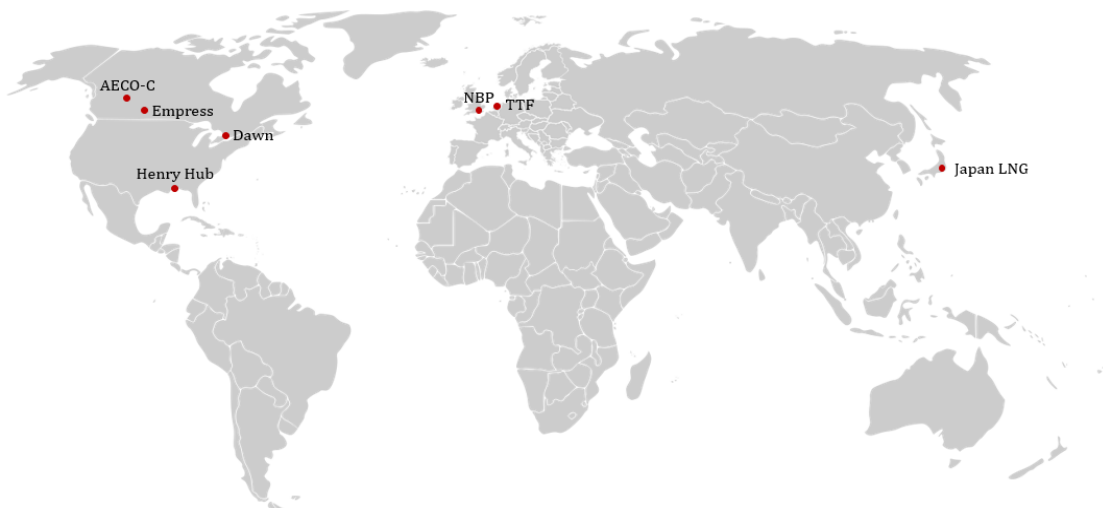 AECO-C
Empress
NBP
TTF
Dawn
Henry Hub
Japan LNG